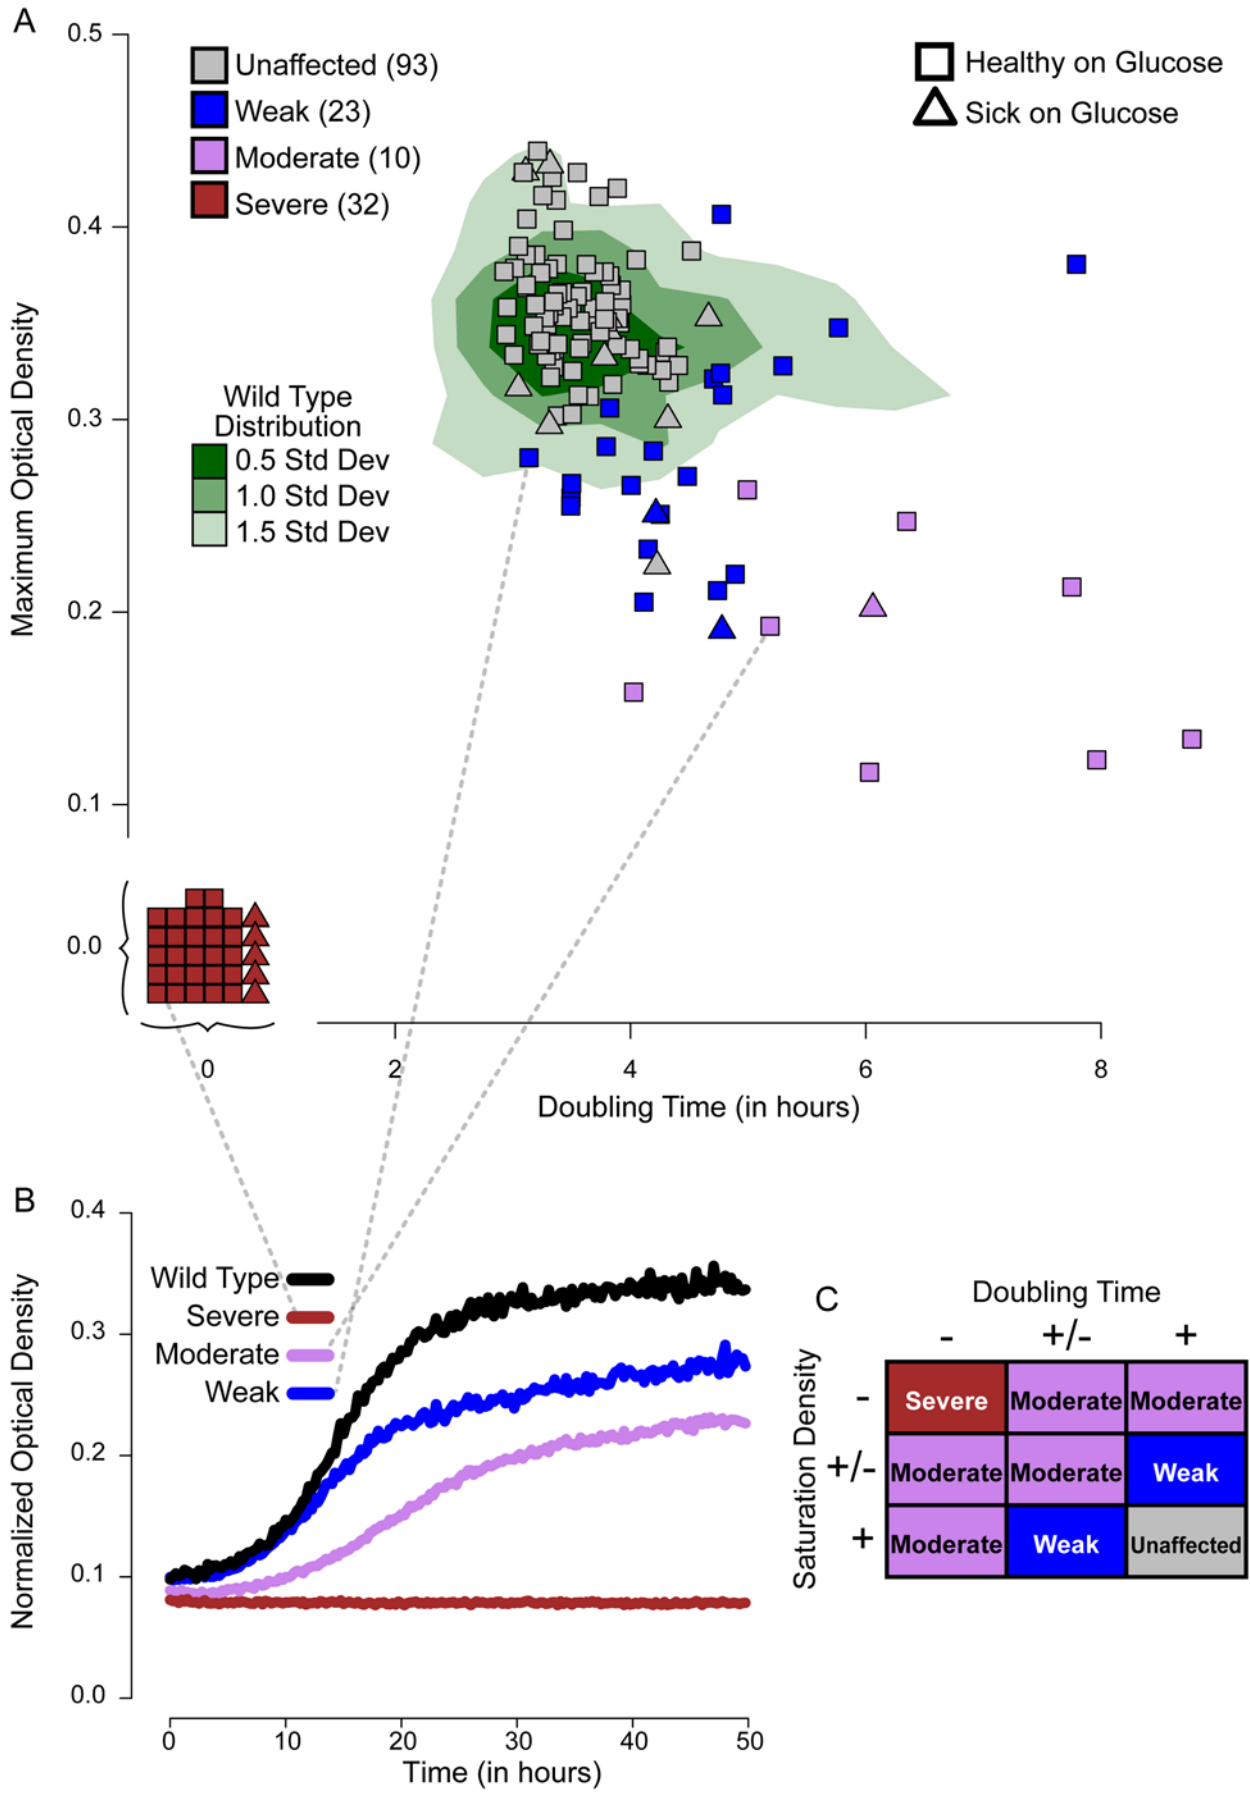 A
0.5
0.4
0.3
0.2
0.1
0.0
Maximum Optical Density
Unaffected (93)
Weak (23)
Moderate (10)
Severe (32)
Healthy on Glucose
Sick on Glucose
Wild Type
Distribution
0.5 Std Dev
1.0 Std Dev
1.5 Std Dev
0 2 4 6 8
Doubling Time (in hours)
B
0.4
0.3
0.2
0.1
0.0
Normalized Optical Density
Wild Type
Severe
Moderate
Weak
0 10 20 30 40 50
Time (in hours)
C
Doubling Time
- +/- +
Saturation Density
- Severe Moderate Moderate
+/- Moderate Moderate Weak
+ Moderate Weak Unaffected